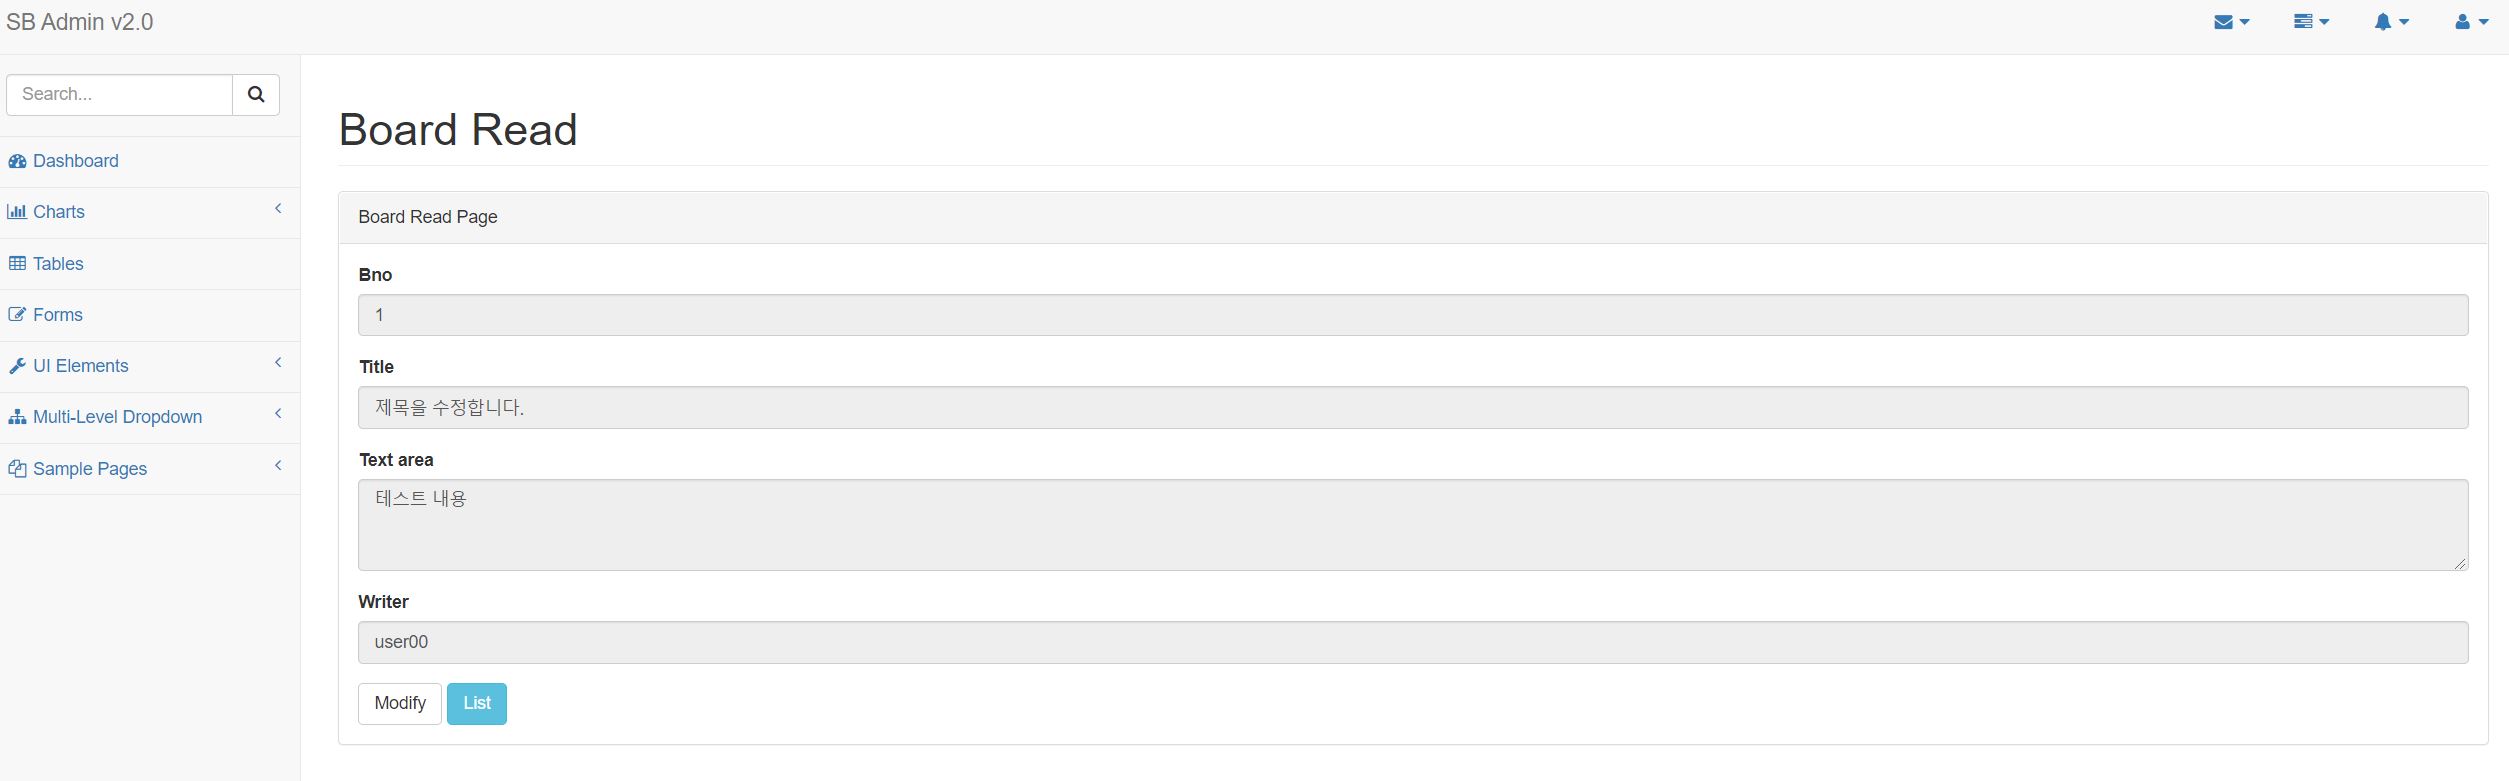 SB Admin v2.0
Search...
Dashboard
Charts
Tables
Forms
UI Elements
Multi-Level Dropdown
Sample Pages
Board Read
Board Read Page
Bno
1
Title
제목을 수정합니다.
Text area
테스트 내용
Writer
user00
Modify
List